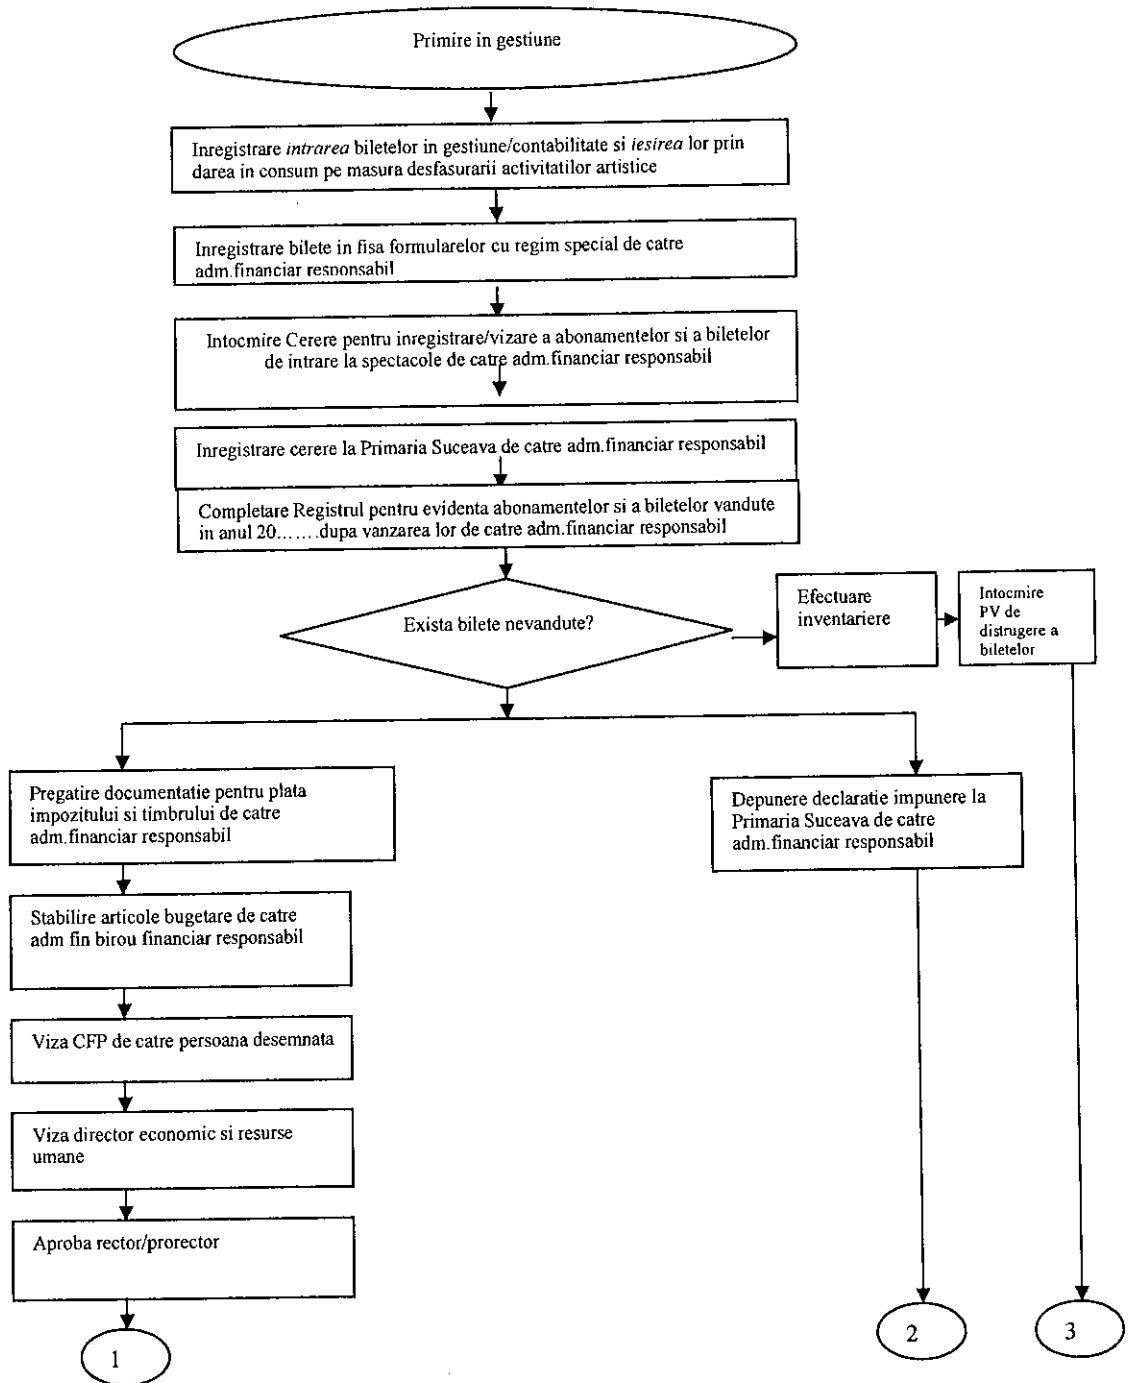 Primire in gestiune
Inregistrare intrarea biletelor in gestiune/contabilitate si iesirea lor prin
darea in consum pe masura desfasurarii activitatilor artistice
Inregistrare bilete in fisa formularelor cu regim special de catre
adm.financiar responsabil
Intocmire Cerere pentru inregistrare/vizare a abonamentelor si a biletelor
de intrare la spectacole de catre adm.financiar responsabil
Inregistrare cerere la Primaria Suceava de catre adm.financiar responsabil
Completare Registrul pentru evidenta abonamentelor si a biletelor vandute
in anul 20…….dupa vanzarea lor de catre adm.financiar responsabil
Exista bilete nevandute?
Efectuare
inventariere
Intocmire
PV de
distrugere a
biletelor
Pregatire documentatie pentru plata
impozitului si timbrului de catre
adm.financiar responsabil
Depunere declaratie impunere la
Primaria Suceava de catre
adm.financiar responsabil
Stabilire articole bugetare de catre
adm fin birou financiar responsabil
Viza CFP de catre persoana desemnata
Viza director economic si resurse
umane
Aproba rector/prorector
1
2
3